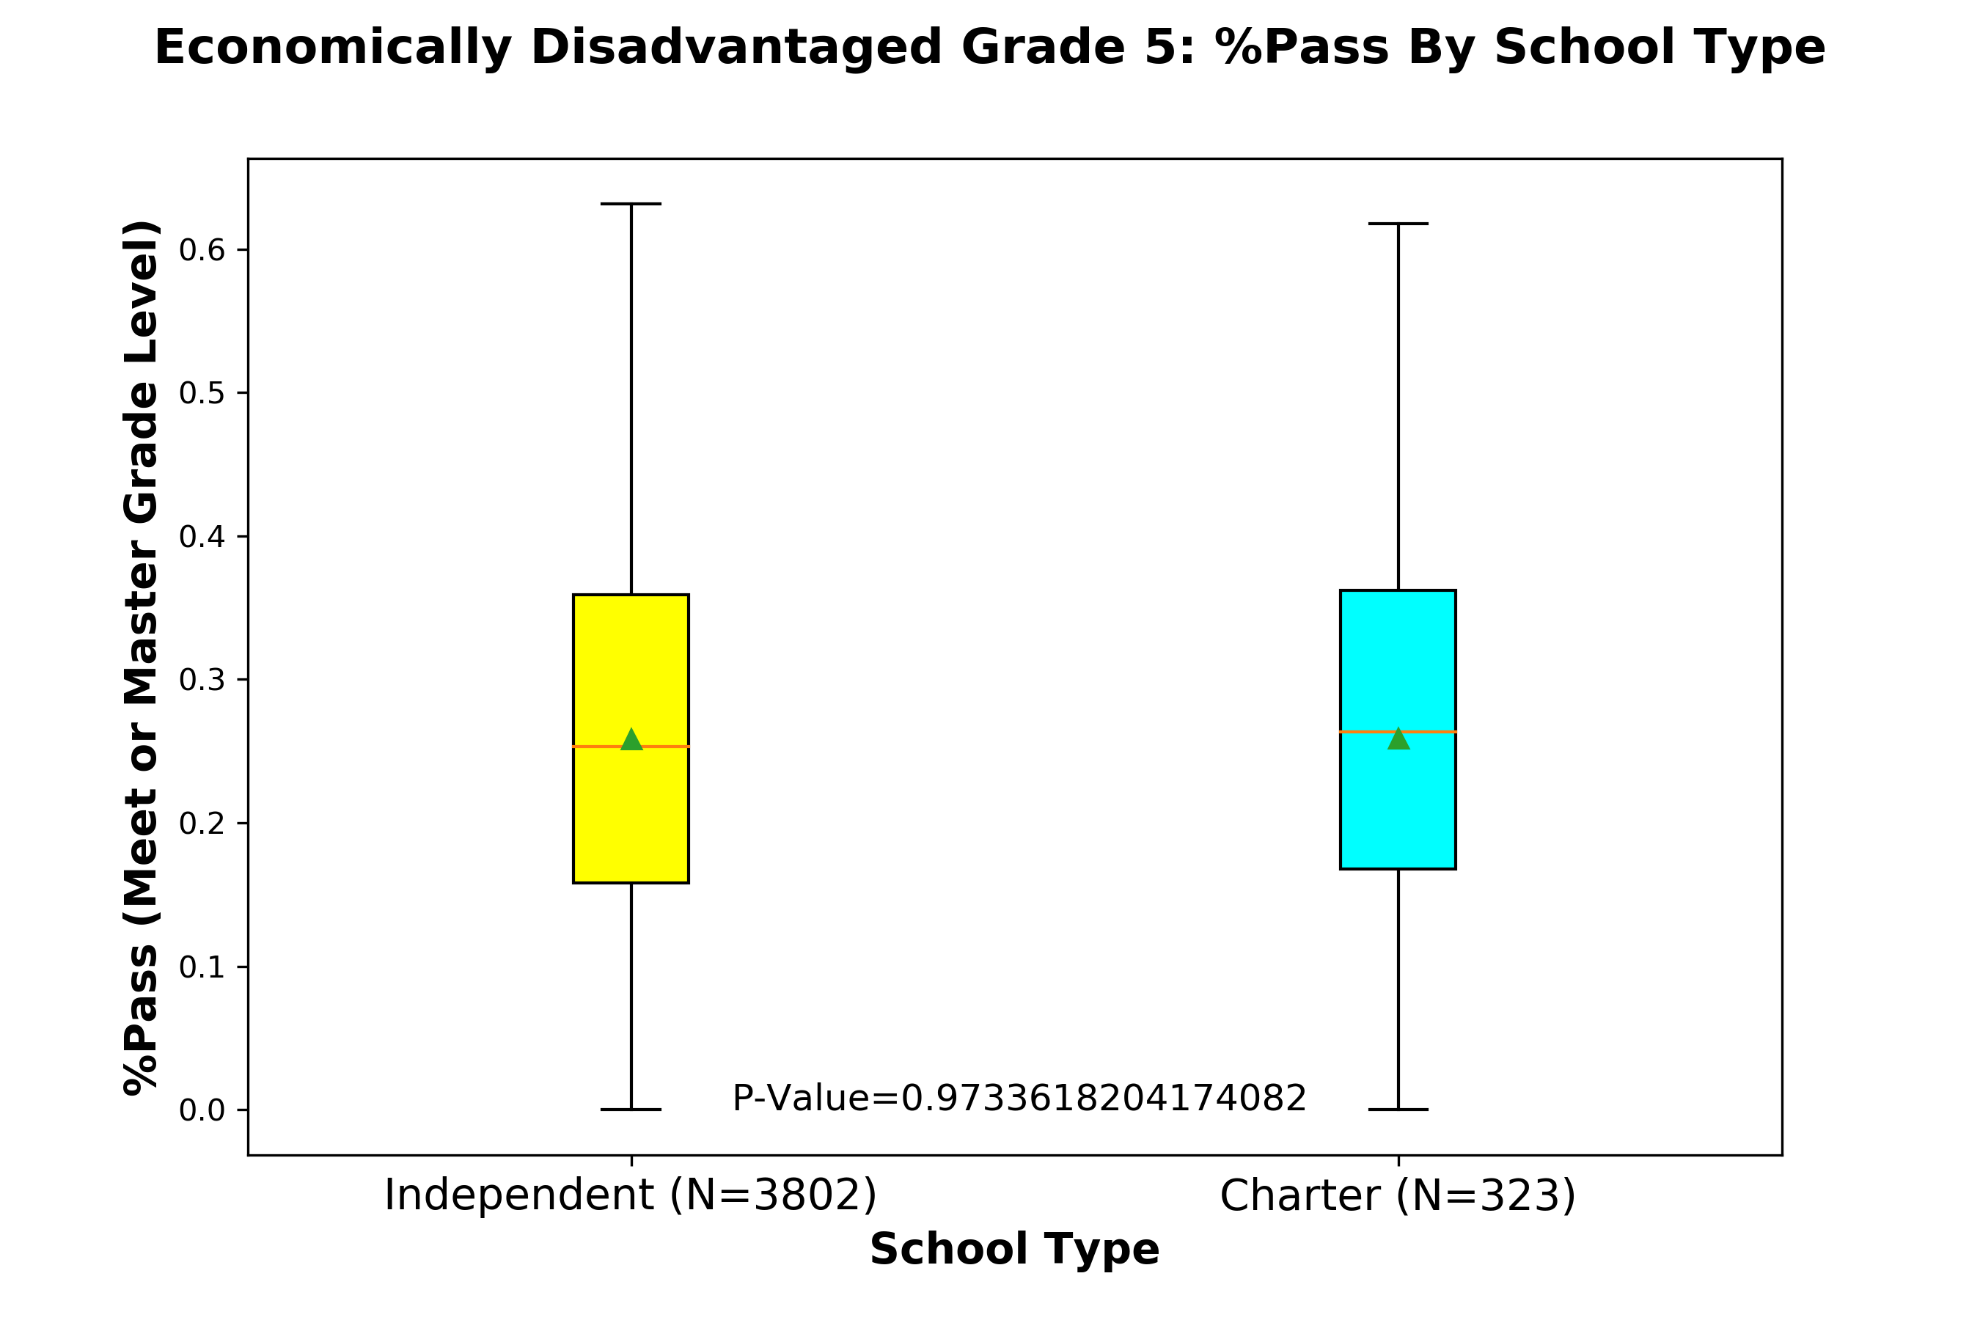 Economically Disadvantaged Grade 5: %Pass By School Type
%Pass (Meet or Master Grade Level)
0.6
0.5
0.4
0.3
0.2
0.1
0.0
P-Value=0.9733618204174082
Independent (N=3802)
Charter (N=323)
School Type